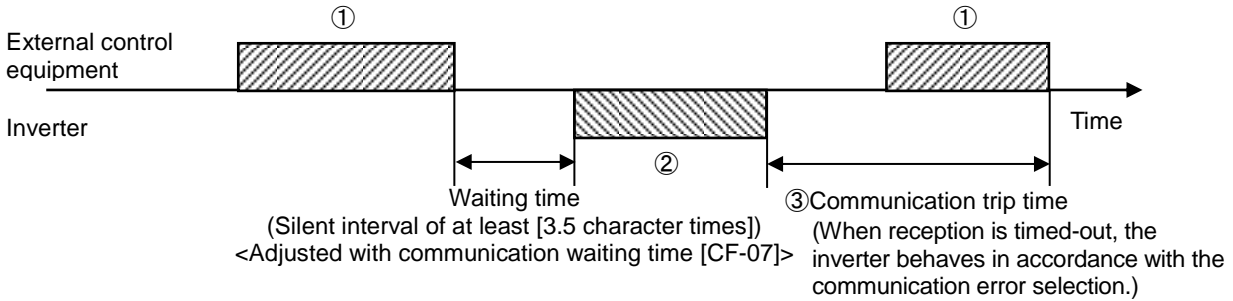 ① ①
External control
equipment
Inverter
Time
②
Waiting time
(Silent interval of at least [3.5 character times])
<Adjusted with communication waiting time [CF-07]>
③Communication trip time
(When reception is timed-out, the
inverter behaves in accordance with the
communication error selection.)